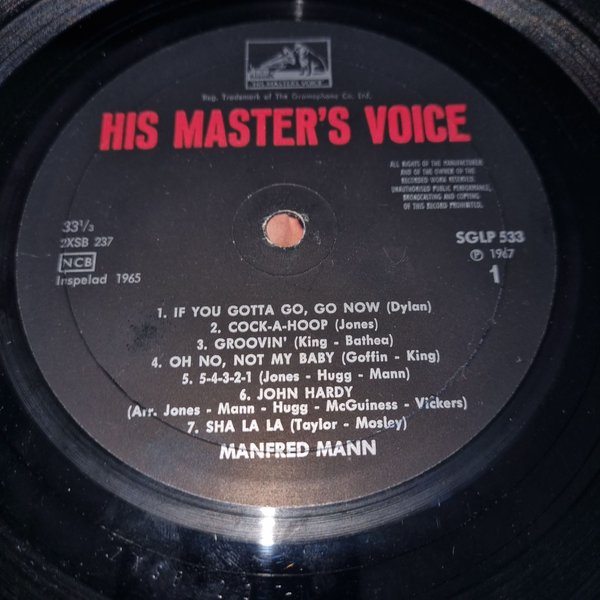 HIS MASTER'S VOICE
Reg. Trademark of The Gramophone Co. Inf.
HIS MASTER'S VOICE
ALL RIGHTS OF THE MANUFACTURER
AND OF THE OWNER OF THE
RECORDED WORK RESERVED.
UNAUTHORISED PUBLIC PERFORMANCE,
BROADCASTING AND COPYING
OF THIS RECORD PROHIBITED.
33⅓
2XSB 237
NCB
Inspelad 1965
SGLP 533
℗ 1967
1
1. IF YOU GOTTA GO, GO NOW (Dylan)
2. COCK-A-HOOP (Jones)
3. GROOVIN' (King - Bathea)
4. OH NO, NOT MY BABY (Goffin - King)
5. 5-4-3-2-1 (Jones - Hugg - Mann)
6. JOHN HARDY
(Arr. Jones - Mann - Hugg - McGuiness - Vickers)
7. SHA LA LA (Taylor - Mosley)
MANFRED MANN